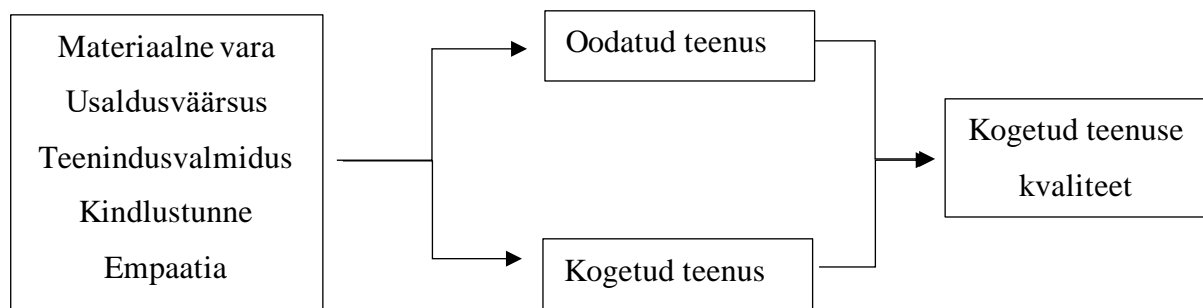 Materiaalne vara
Usaldusväärsus
Teenindusvalmidus
Kindlustunne
Empaatia
Oodatud teenus
Kogetud teenus
Kogetud teenuse
kvaliteet